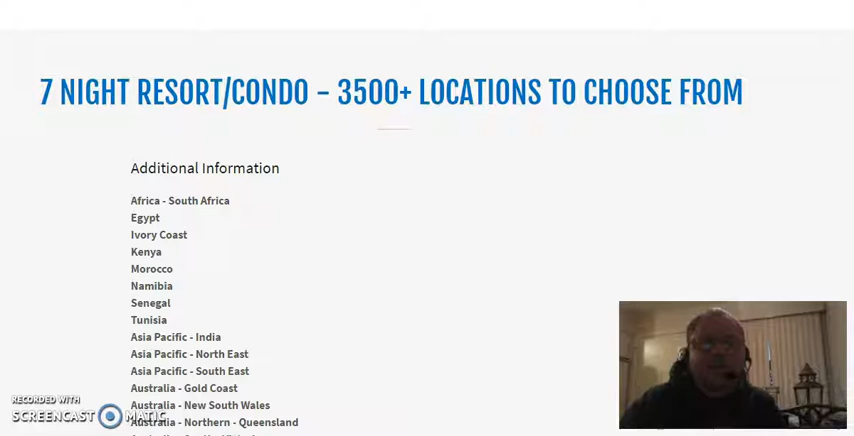 7 NIGHT RESORT/CONDO - 3500+ LOCATIONS TO CHOOSE FROM
Additional Information
Africa - South Africa
Egypt
Ivory Coast
Kenya
Morocco
Namibia
Senegal
Tunisia
Asia Pacific - India
Asia Pacific - North East
Asia Pacific - South East
Australia - Gold Coast
Australia - New South Wales
Australia - Northern - Queensland
RECORDED WITH
SCREENCAST MATIC